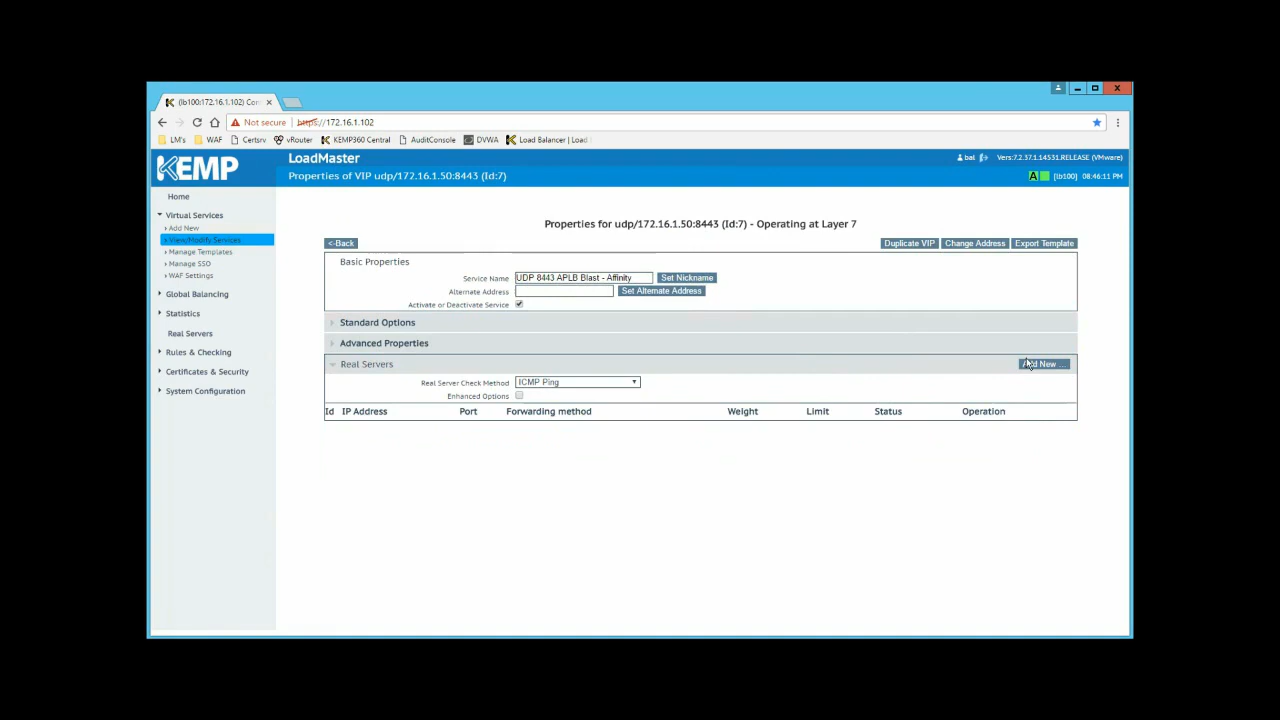 (lb100:172.16.1.102) Con
Not secure https://172.16.1.102
LM's WAF Certsrv vRouter KEMP360 Central AuditConsole DVWA Load Balancer | Load
KEMP
LoadMaster
bal Vers:7.2.37.1.14531.RELEASE (VMware)
Properties of VIP udp/172.16.1.50:8443 (Id:7)
A [lb100] 08:46:11 PM
Home
Virtual Services
Add New
View/Modify Services
Manage Templates
Manage SSO
WAF Settings
Global Balancing
Statistics
Real Servers
Rules & Checking
Certificates & Security
System Configuration
Properties for udp/172.16.1.50:8443 (Id:7) - Operating at Layer 7
<-Back Duplicate VIP Change Address Export Template
Basic Properties
Service Name UDP 8443 APLB Blast - Affinity Set Nickname
Alternate Address Set Alternate Address
Activate or Deactivate Service
Standard Options
Advanced Properties
Real Servers Add New ...
Real Server Check Method ICMP Ping
Enhanced Options
Id IP Address Port Forwarding method Weight Limit Status Operation